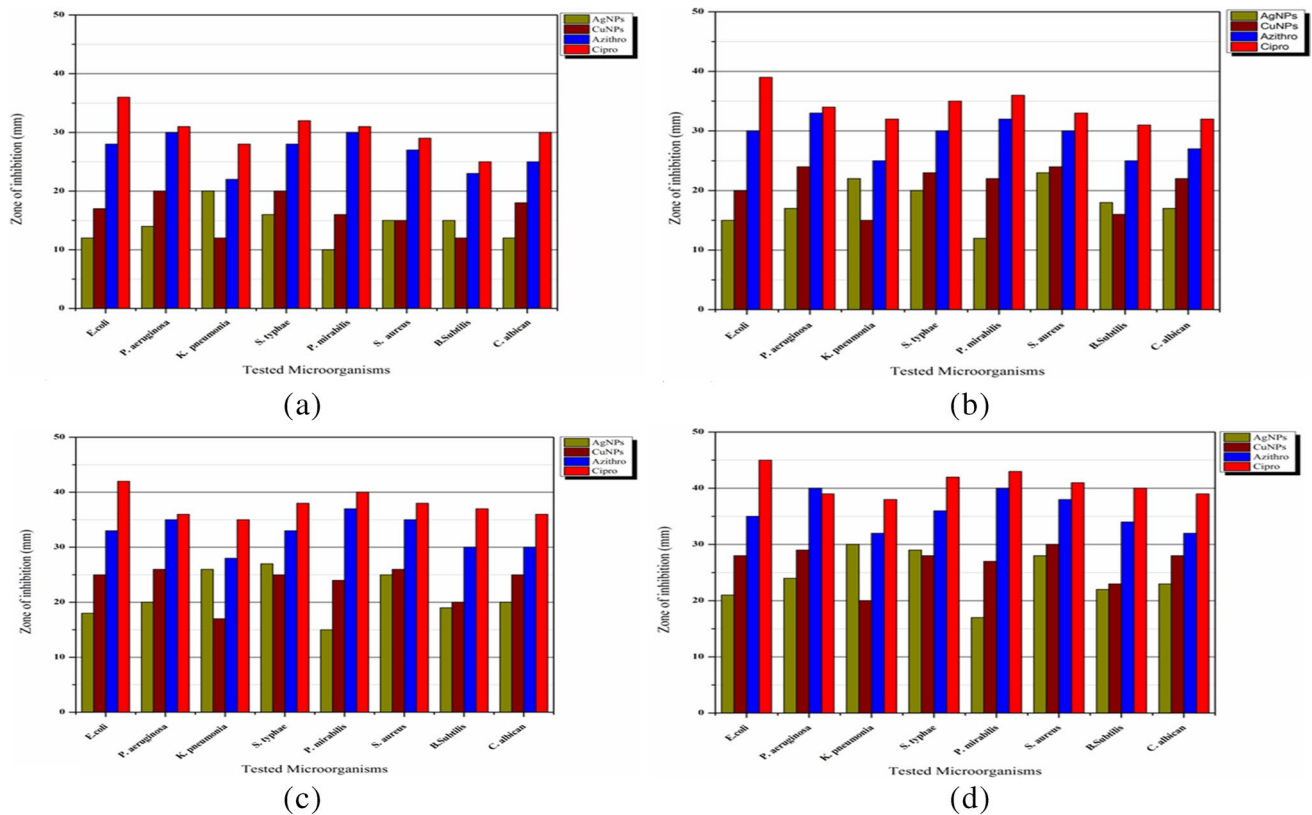 50
40
30
20
10
0
Zone of inhibition (mm)
AgNPs
CuNPs
Azithro
Cipro
E.coli
P. aeruginosa
K. pneumonia
S. typhae
P. mirabilis
S. aureus
B.Subtilis
C. albican
Tested Microorganisms
(a)
50
40
30
20
10
0
Zone of inhibition (mm)
AgNPs
CuNPs
Azithro
Cipro
E.coli
P. aeruginosa
K. pneumonia
S. typhae
P. mirabilis
S. aureus
B.Subtilis
C. albican
Tested Microorganisms
(b)
50
40
30
20
10
0
Zone of inhibition (mm)
AgNPs
CuNPs
Azithro
Cipro
E.coli
P. aeruginosa
K. pneumonia
S. typhae
P. mirabilis
S. aureus
B.Subtilis
C. albican
Tested Microorganisms
(c)
50
40
30
20
10
0
Zone of inhibition (mm)
AgNPs
CuNPs
Azithro
Cipro
E.coli
P. aeruginosa
K. pneumonia
S. typhae
P. mirabilis
S. aureus
B.Subtilis
C. albican
Tested Microorganisms
(d)